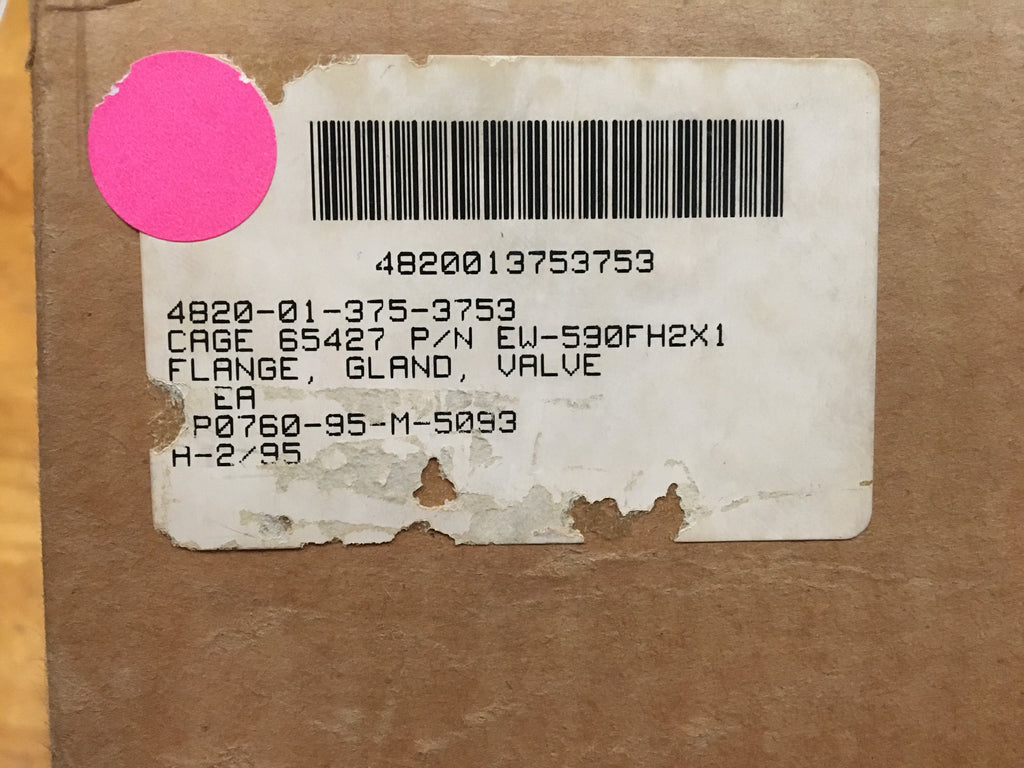 4820013753753
4820-01-375-3753
CAGE 65427 P/N EW-590FH2X1
FLANGE, GLAND, VALVE
EA
P0760-95-M-5093
H-2/95